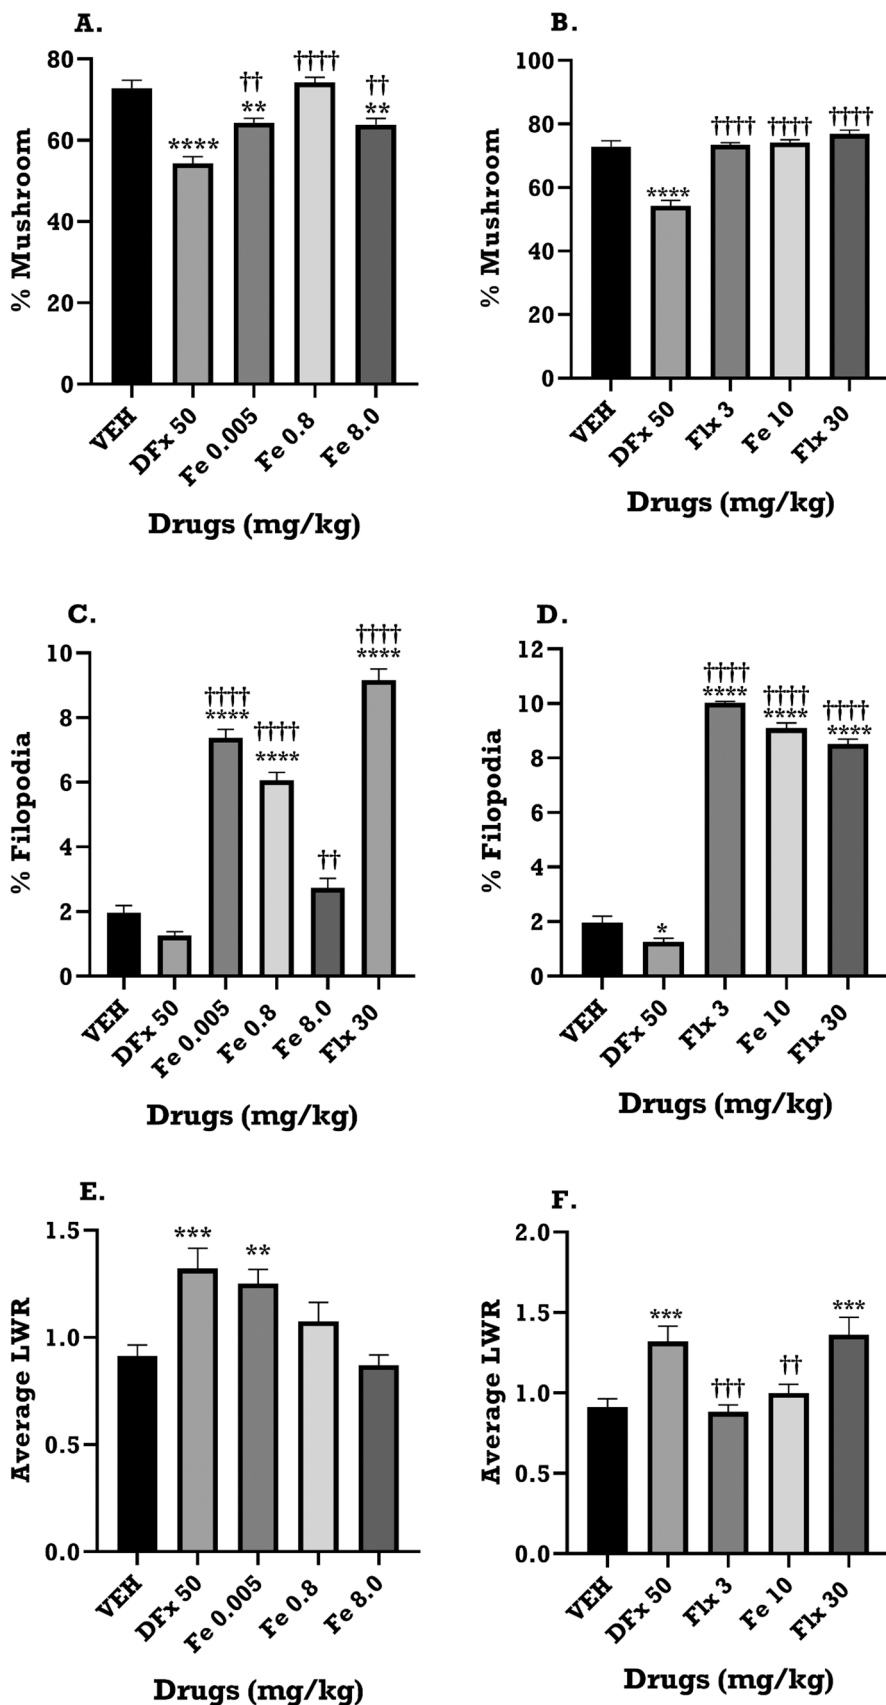 A.
% Mushroom
80
60
40
20
0
****
††
**
††††
††
**
VEH
DFx 50
Fe 0.005
Fe 0.8
Fe 8.0
Drugs (mg/kg)
B.
% Mushroom
100
80
60
40
20
0
****
††††
††††
††††
VEH
DFx 50
Flx 3
Fe 10
Flx 30
Drugs (mg/kg)
C.
% Filopodia
10
8
6
4
2
0
††††
****
††††
****
††
††††
****
VEH
DFx 50
Fe 0.005
Fe 0.8
Fe 8.0
Flx 30
Drugs (mg/kg)
D.
% Filopodia
12
10
8
6
4
2
0
*
††††
****
††††
****
††††
****
VEH
DFx 50
Flx 3
Fe 10
Flx 30
Drugs (mg/kg)
E.
Average LWR
1.5
1.0
0.5
0.0
***
**
VEH
DFx 50
Fe 0.005
Fe 0.8
Fe 8.0
Drugs (mg/kg)
F.
Average LWR
2.0
1.5
1.0
0.5
0.0
***
†††
††
***
VEH
DFx 50
Flx 3
Fe 10
Flx 30
Drugs (mg/kg)